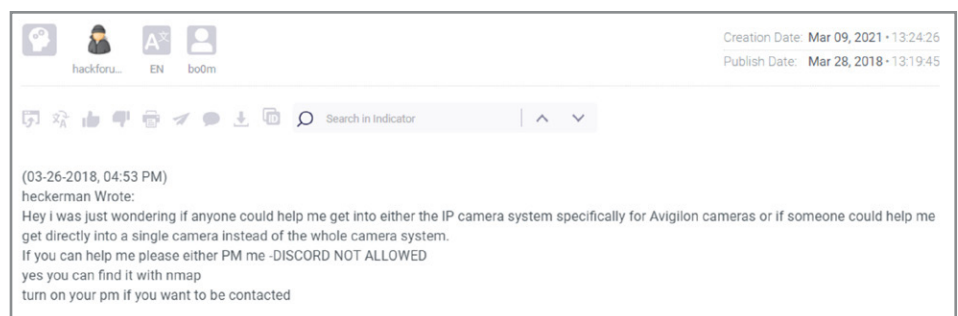 Creation Date: Mar 09, 2021 • 13:24:26
Publish Date: Mar 28, 2018 • 13:19:45
hackforu... EN bo0m
Search in Indicator
(03-26-2018, 04:53 PM)
heckerman Wrote:
Hey i was just wondering if anyone could help me get into either the IP camera system specifically for Avigilon cameras or if someone could help me
get directly into a single camera instead of the whole camera system.
If you can help me please either PM me -DISCORD NOT ALLOWED
yes you can find it with nmap
turn on your pm if you want to be contacted